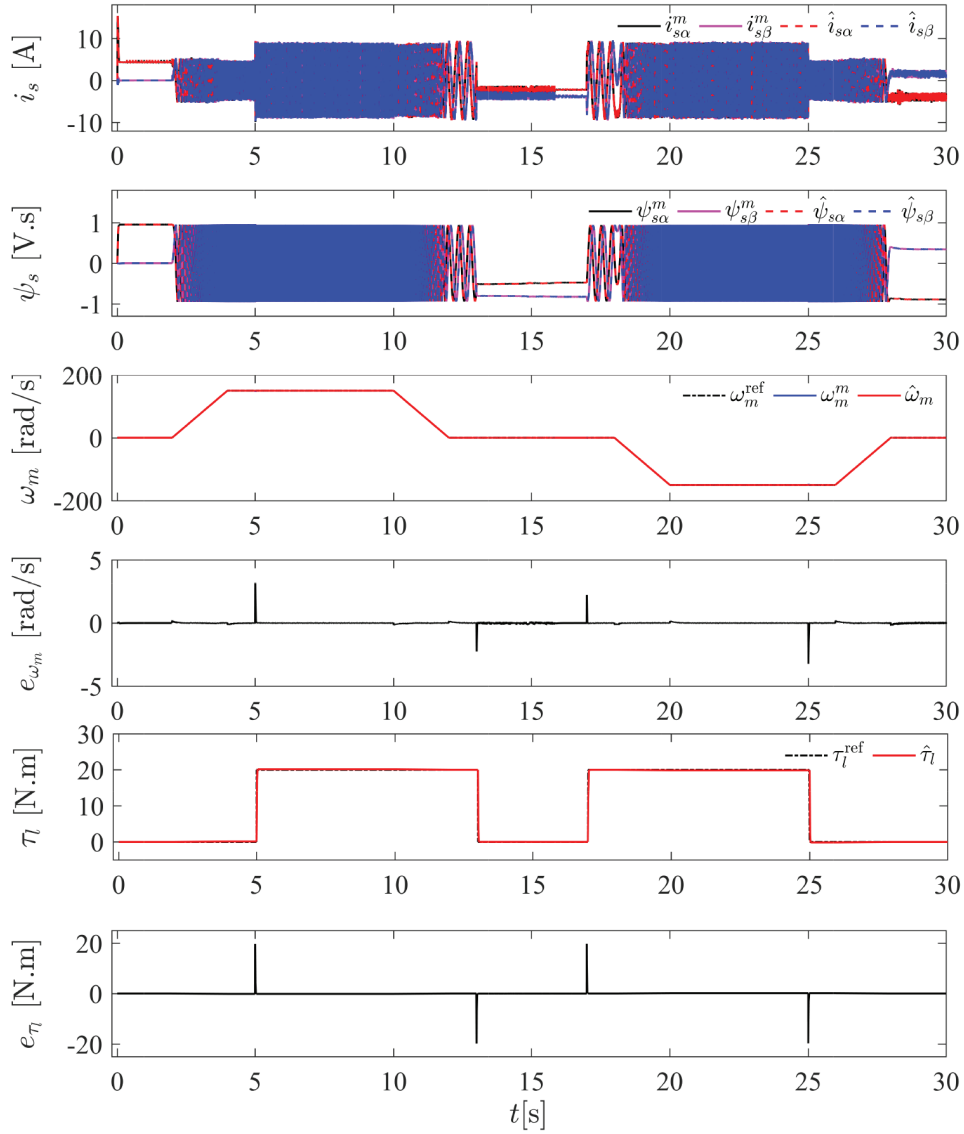 i_s [A]
i^m_{sα} i^m_{sβ} î_{sα} î_{sβ}
10
0
-10
0 5 10 15 20 25 30
ψ_s [V.s]
ψ^m_{sα} ψ^m_{sβ} ψ̂_{sα} ψ̂_{sβ}
1
0
-1
0 5 10 15 20 25 30
ω_m [rad/s]
ω^{ref}_m ω^m_m ω̂_m
200
0
-200
0 5 10 15 20 25 30
e_{ω_m} [rad/s]
5
0
-5
0 5 10 15 20 25 30
τ_l [N.m]
τ^{ref}_l τ̂_l
30
20
10
0
0 5 10 15 20 25 30
e_{τ_l} [N.m]
20
0
-20
0 5 10 15 20 25 30
t[s]